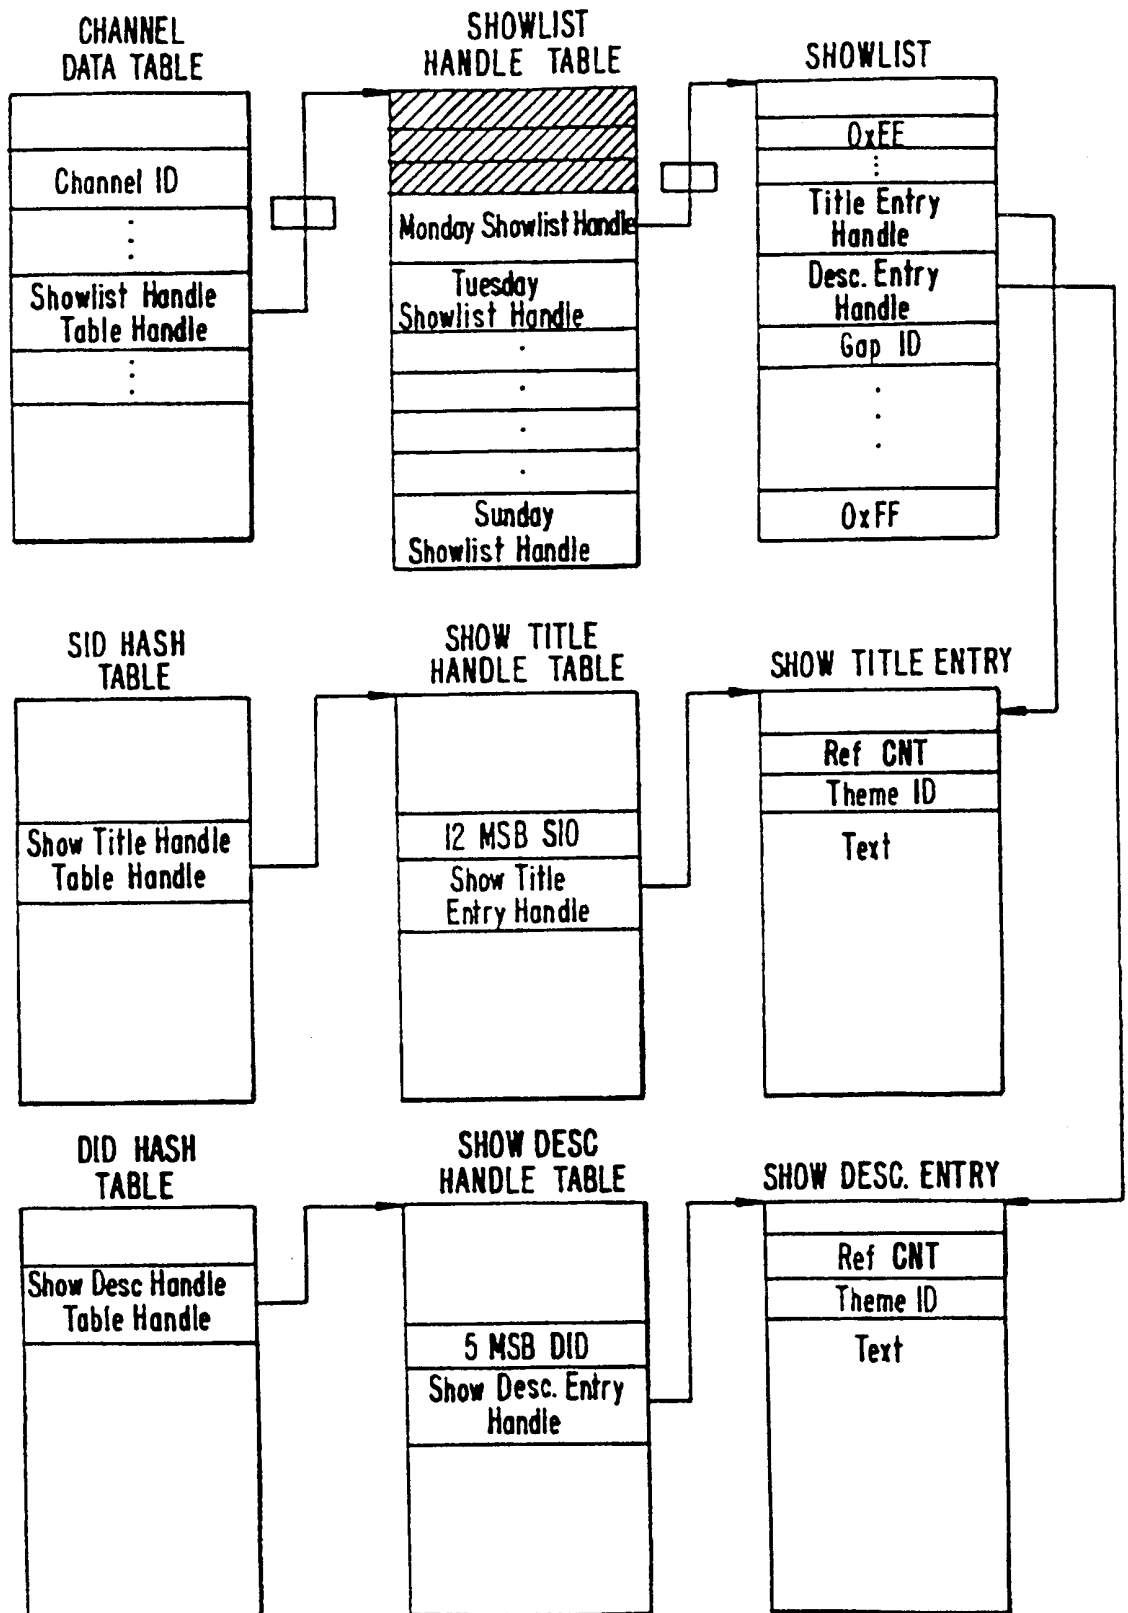 CHANNEL
DATA TABLE
Channel ID
Showlist Handle
Table Handle
SHOWLIST
HANDLE TABLE
Monday Showlist Handle
Tuesday
Showlist Handle
Sunday
Showlist Handle
SHOWLIST
0xEE
Title Entry
Handle
Desc. Entry
Handle
Gap ID
0xFF
SID HASH
TABLE
Show Title Handle
Table Handle
SHOW TITLE
HANDLE TABLE
12 MSB SIO
Show Title
Entry Handle
SHOW TITLE ENTRY
Ref CNT
Theme ID
Text
DID HASH
TABLE
Show Desc Handle
Table Handle
SHOW DESC
HANDLE TABLE
5 MSB DID
Show Desc. Entry
Handle
SHOW DESC. ENTRY
Ref CNT
Theme ID
Text